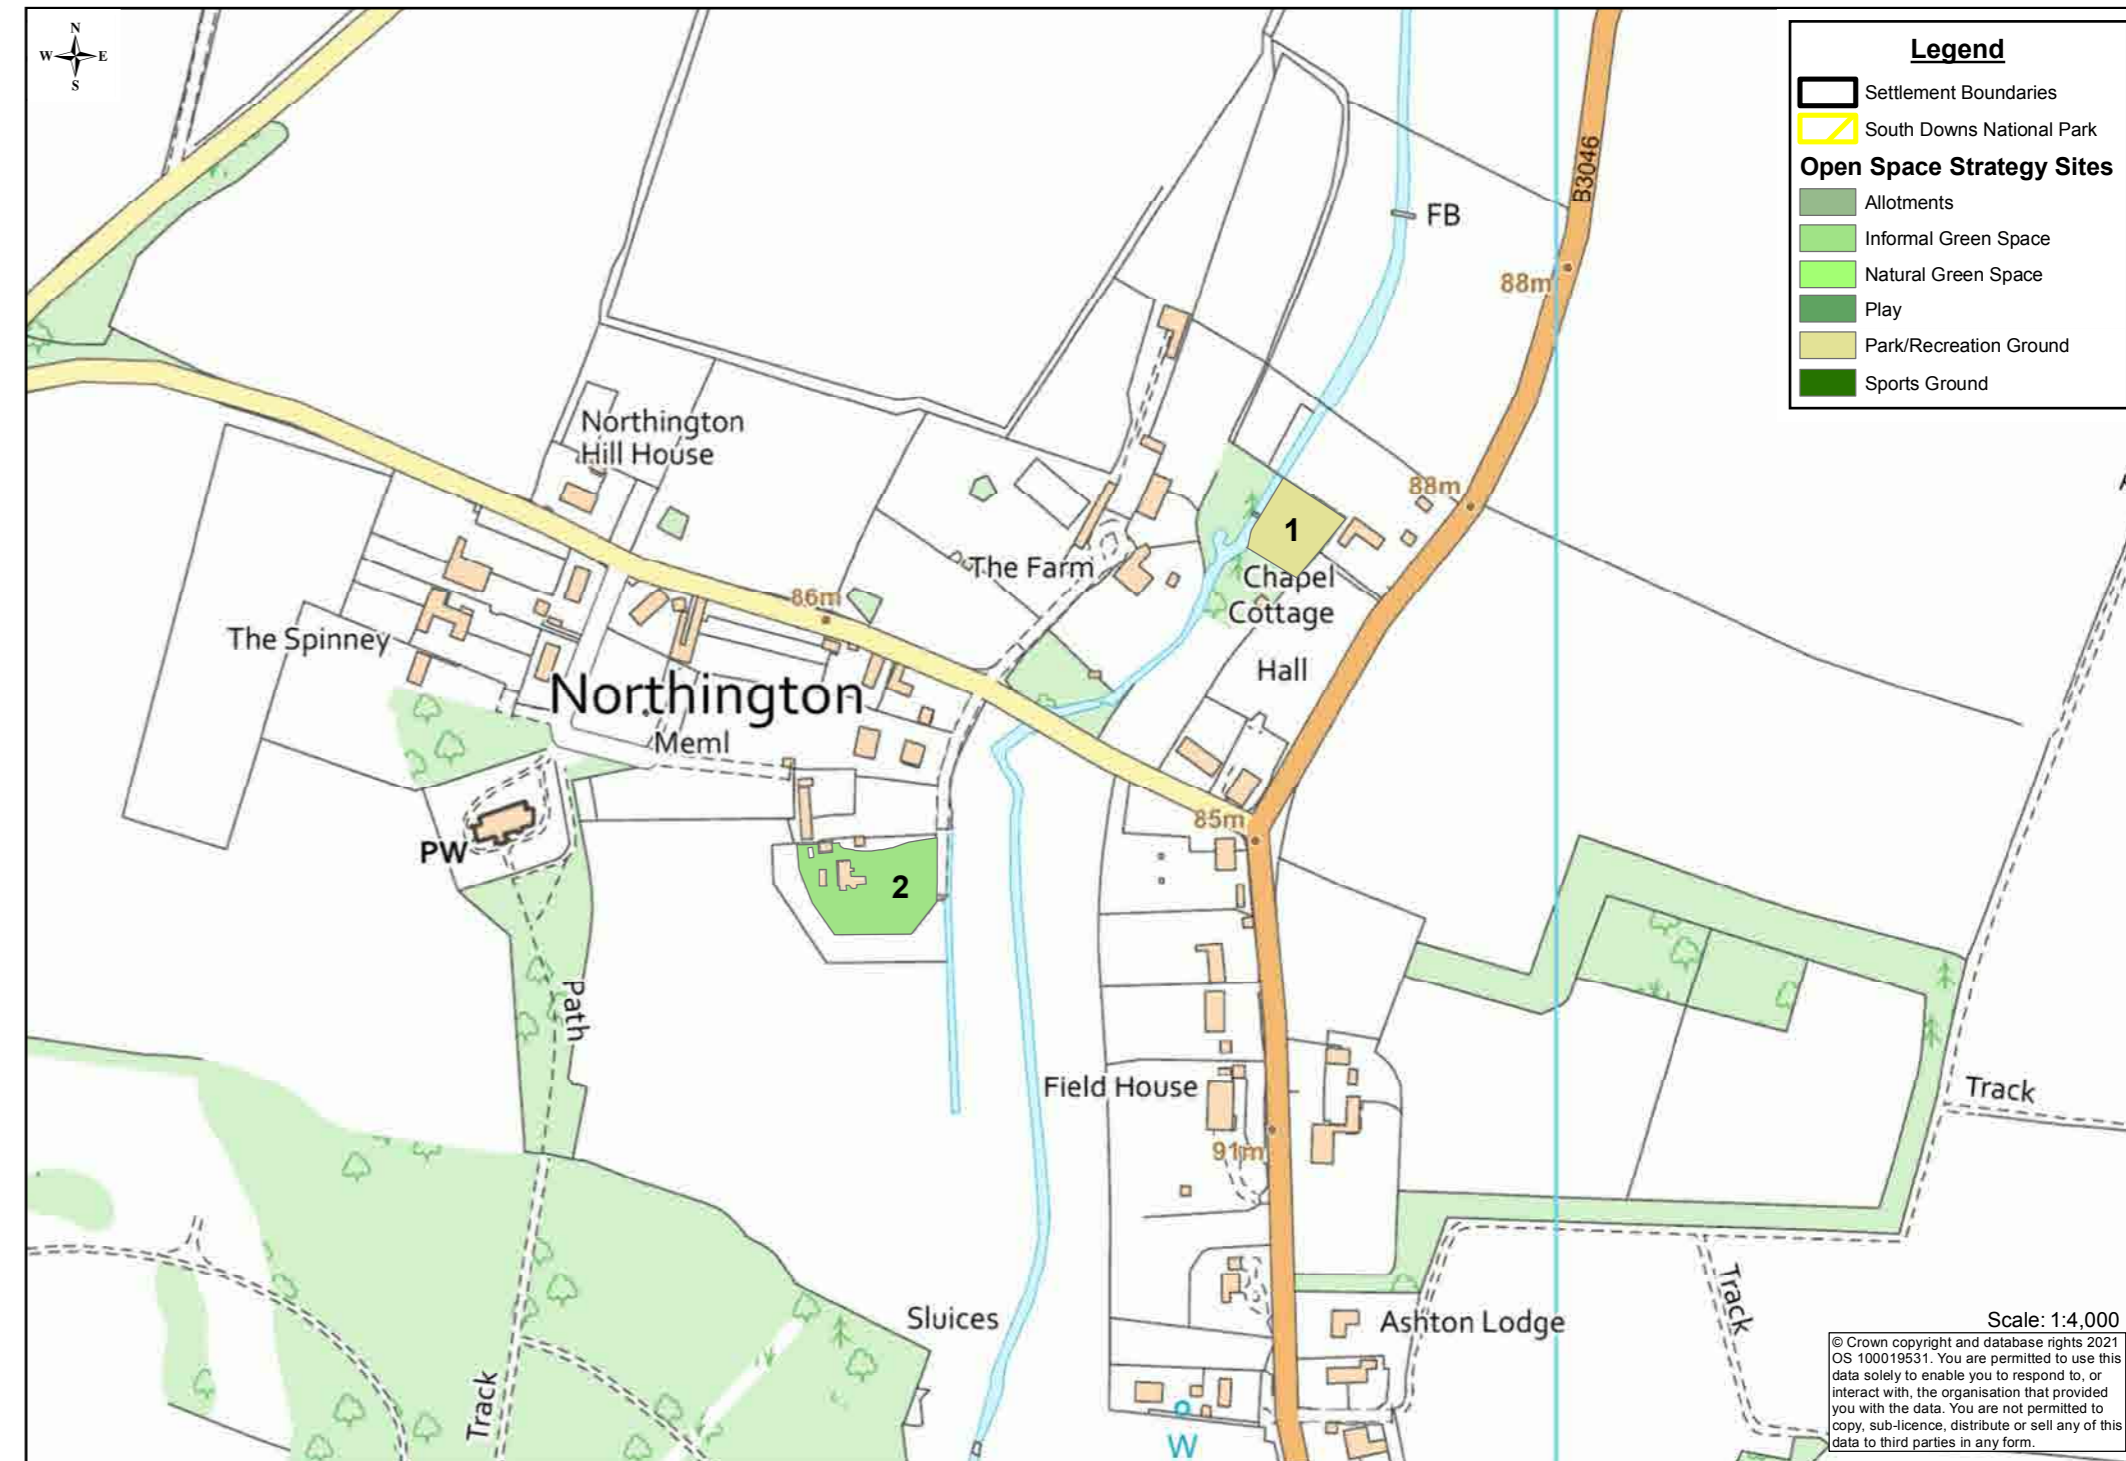 N
W E
S
Legend
Settlement Boundaries
South Downs National Park
Open Space Strategy Sites
Allotments
Informal Green Space
Natural Green Space
Play
Park/Recreation Ground
Sports Ground
B3046
FB
88m
Northington
Hill House
88m
1
The Farm
Chapel
Cottage
86m
The Spinney
Hall
Northington
Meml
85m
PW
2
Path
Field House
Track
91m
Sluices
Ashton Lodge
Track
Track
W
Scale: 1:4,000
© Crown copyright and database rights 2021
OS 100019531. You are permitted to use this
data solely to enable you to respond to, or
interact with, the organisation that provided
you with the data. You are not permitted to
copy, sub-licence, distribute or sell any of this
data to third parties in any form.